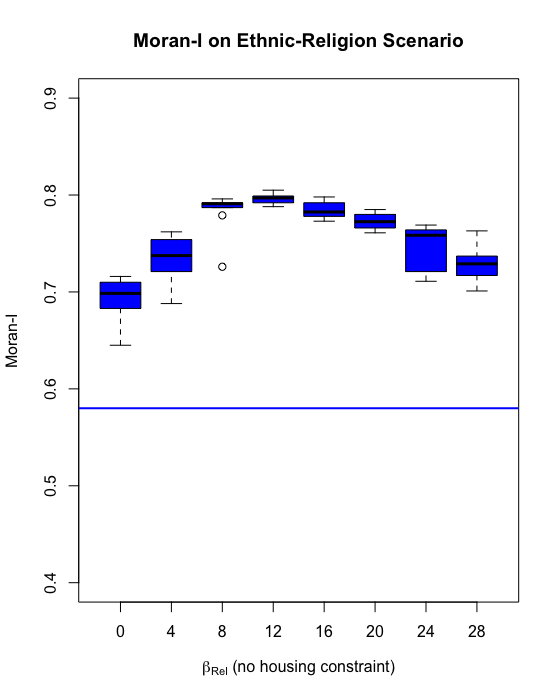 Moran-I on Ethnic-Religion Scenario
0.9
0.8
0.7
0.6
0.5
0.4
Moran-I
0 4 8 12 16 20 24 28
βRel (no housing constraint)